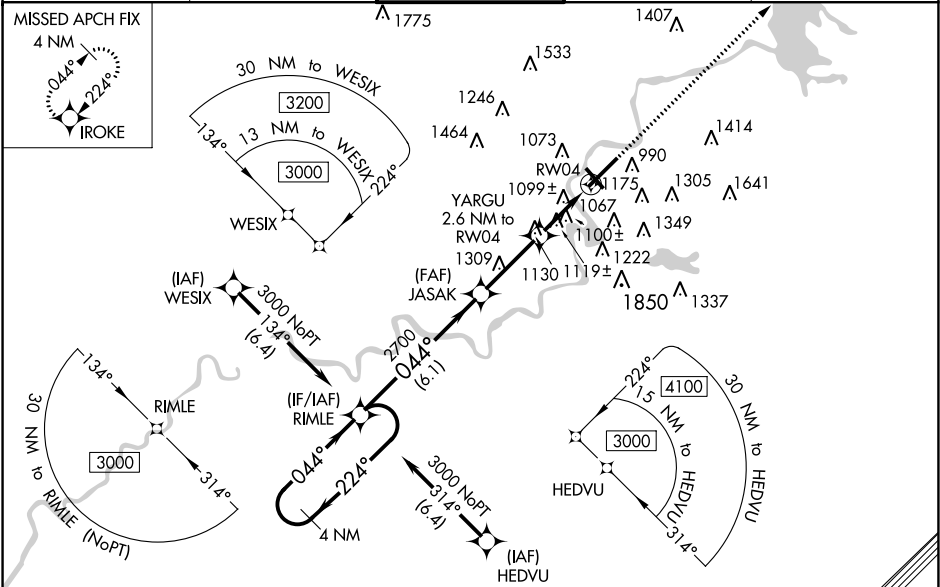 MISSED APCH FIX
4 NM
044°
224°
IROKE
1775
1407
1533
30 NM to WESIX
3200
1246
134°
13 NM to WESIX
1464
1414
3000
1073
224°
990
RW04
1175
1305
1641
1099±
YARGU
2.6 NM to
RW04
1067
WESIX
1349
1100±
1222
1309
1130
1119±
(FAF)
JASAK
1850
1337
(IAF)
WESIX
3000 NoPT
134°
(6.4)
2700
044°
(6.1)
134°
RIMLE
30 NM to RIMLE (NoPT)
3000
314°
(IF/IAF)
RIMLE
044°
224°
4 NM
3000 NoPT
314°
(6.4)
(IAF)
HEDVU
224°
4100
15 NM to HEDVU
30 NM to HEDVU
3000
HEDVU
314°